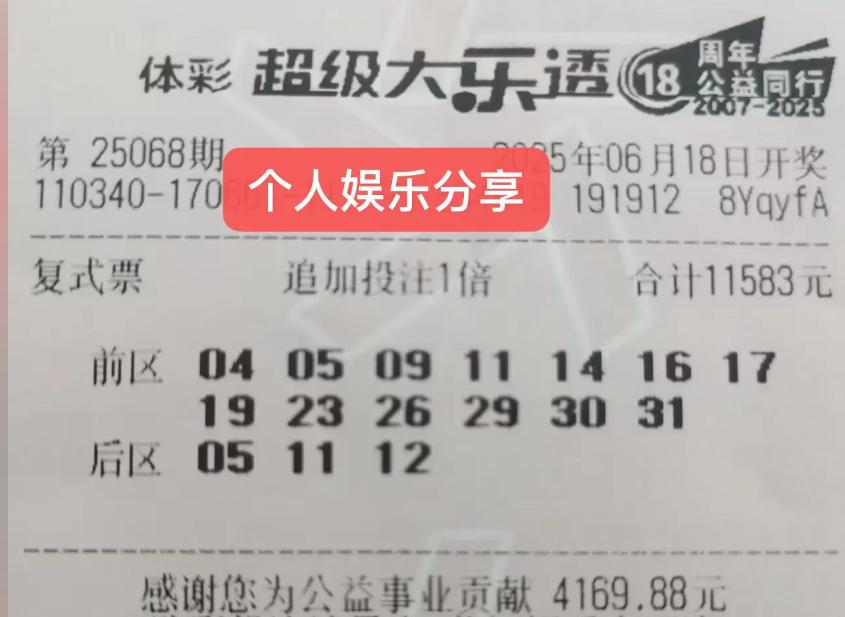 体彩 超级大乐透 18 周年 公益同行 2007-2025
第 25068期 2025年06月18日开奖
110340-170 191912 8YqyfA
个人娱乐分享
复式票 追加投注1倍 合计11583元
前区 04 05 09 11 14 16 17
19 23 26 29 30 31
后区 05 11 12
感谢您为公益事业贡献 4169.88元